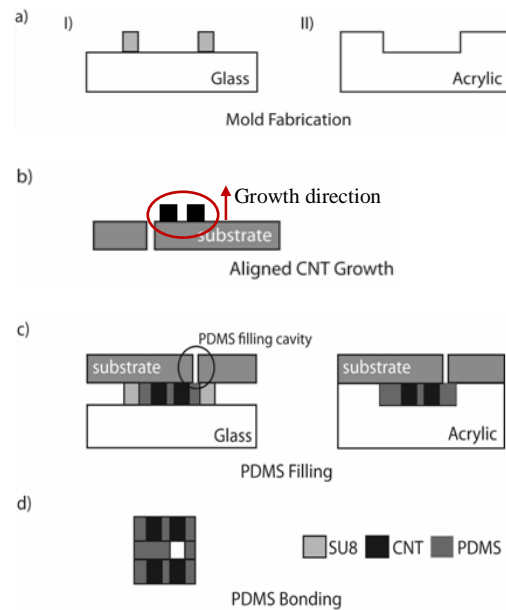 a)
I)
II)
Glass
Acrylic
Mold Fabrication
b)
Growth direction
substrate
Aligned CNT Growth
c)
PDMS filling cavity
substrate
substrate
Glass
Acrylic
PDMS Filling
d)
SU8 CNT PDMS
PDMS Bonding